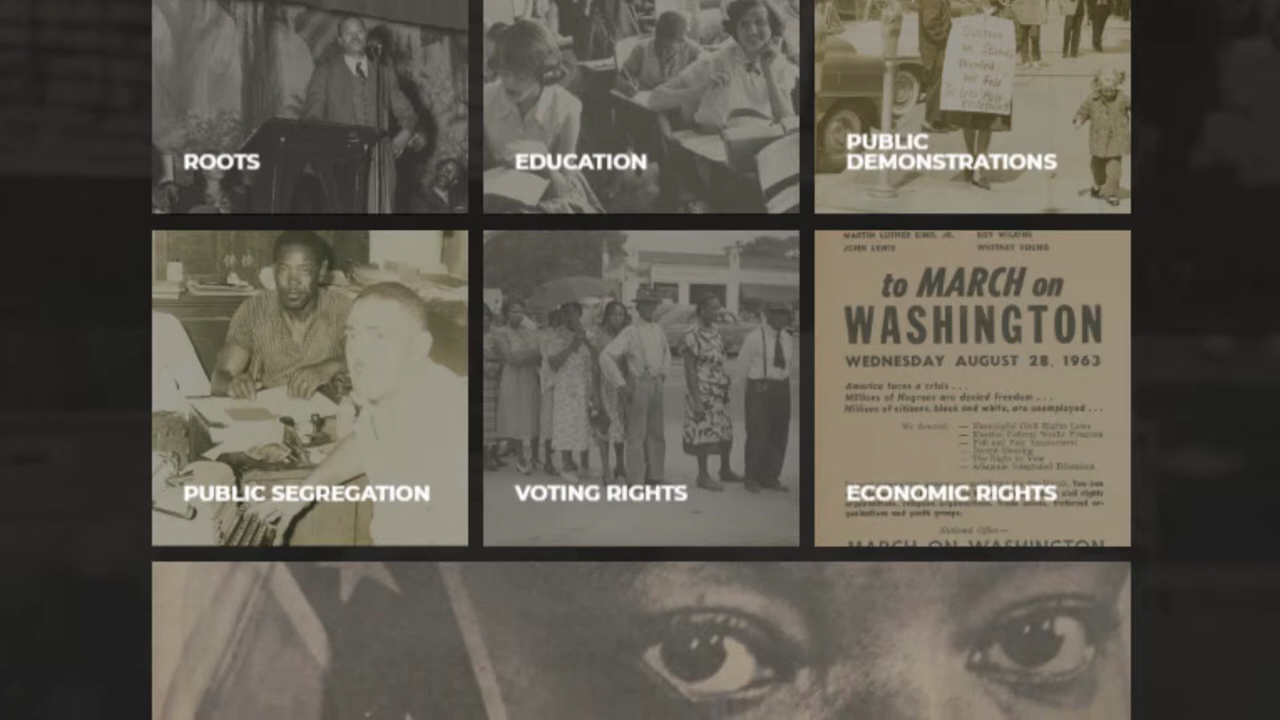 ROOTS
EDUCATION
PUBLIC
DEMONSTRATIONS
MARTIN LUTHER KING, JR. ROY WILKINS
JOHN LEWIS WHITNEY YOUNG
to MARCH on
WASHINGTON
WEDNESDAY AUGUST 28, 1963
America faces a crisis ...
Millions of Negroes are denied freedom ...
Millions of citizens, black and white, are unemployed ...
We demand: — Meaningful Civil Rights Laws
— Massive Federal Works Program
— Full and Fair Employment
— Decent Housing
— The Right to Vote
— Adequate Integrated Education
PUBLIC SEGREGATION
VOTING RIGHTS
ECONOMIC RIGHTS
National Office—
MARCH ON WASHINGTON